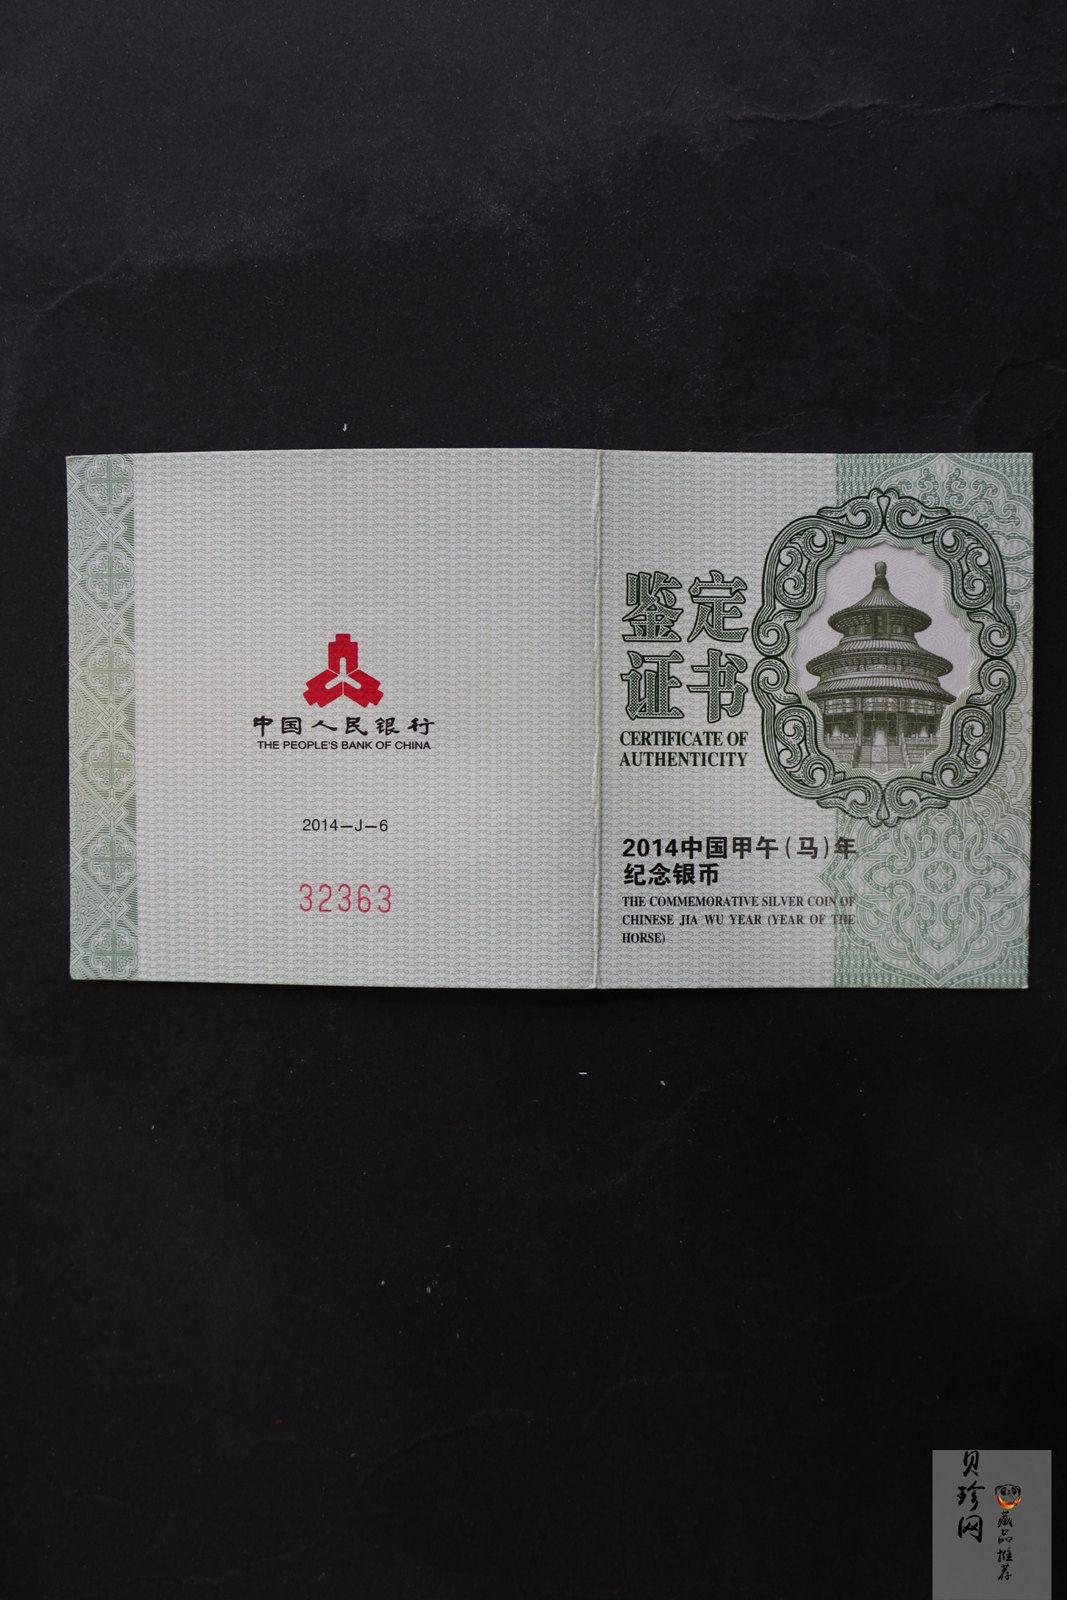 中国人民银行
THE PEOPLE'S BANK OF CHINA
2014—J—6
32363
鉴定
证书
CERTIFICATE OF
AUTHENTICITY
2014中国甲午(马)年
纪念银币
THE COMMEMORATIVE SILVER COIN OF
CHINESE JIA WU YEAR (YEAR OF THE
HORSE)
贝珍网
藏品推荐